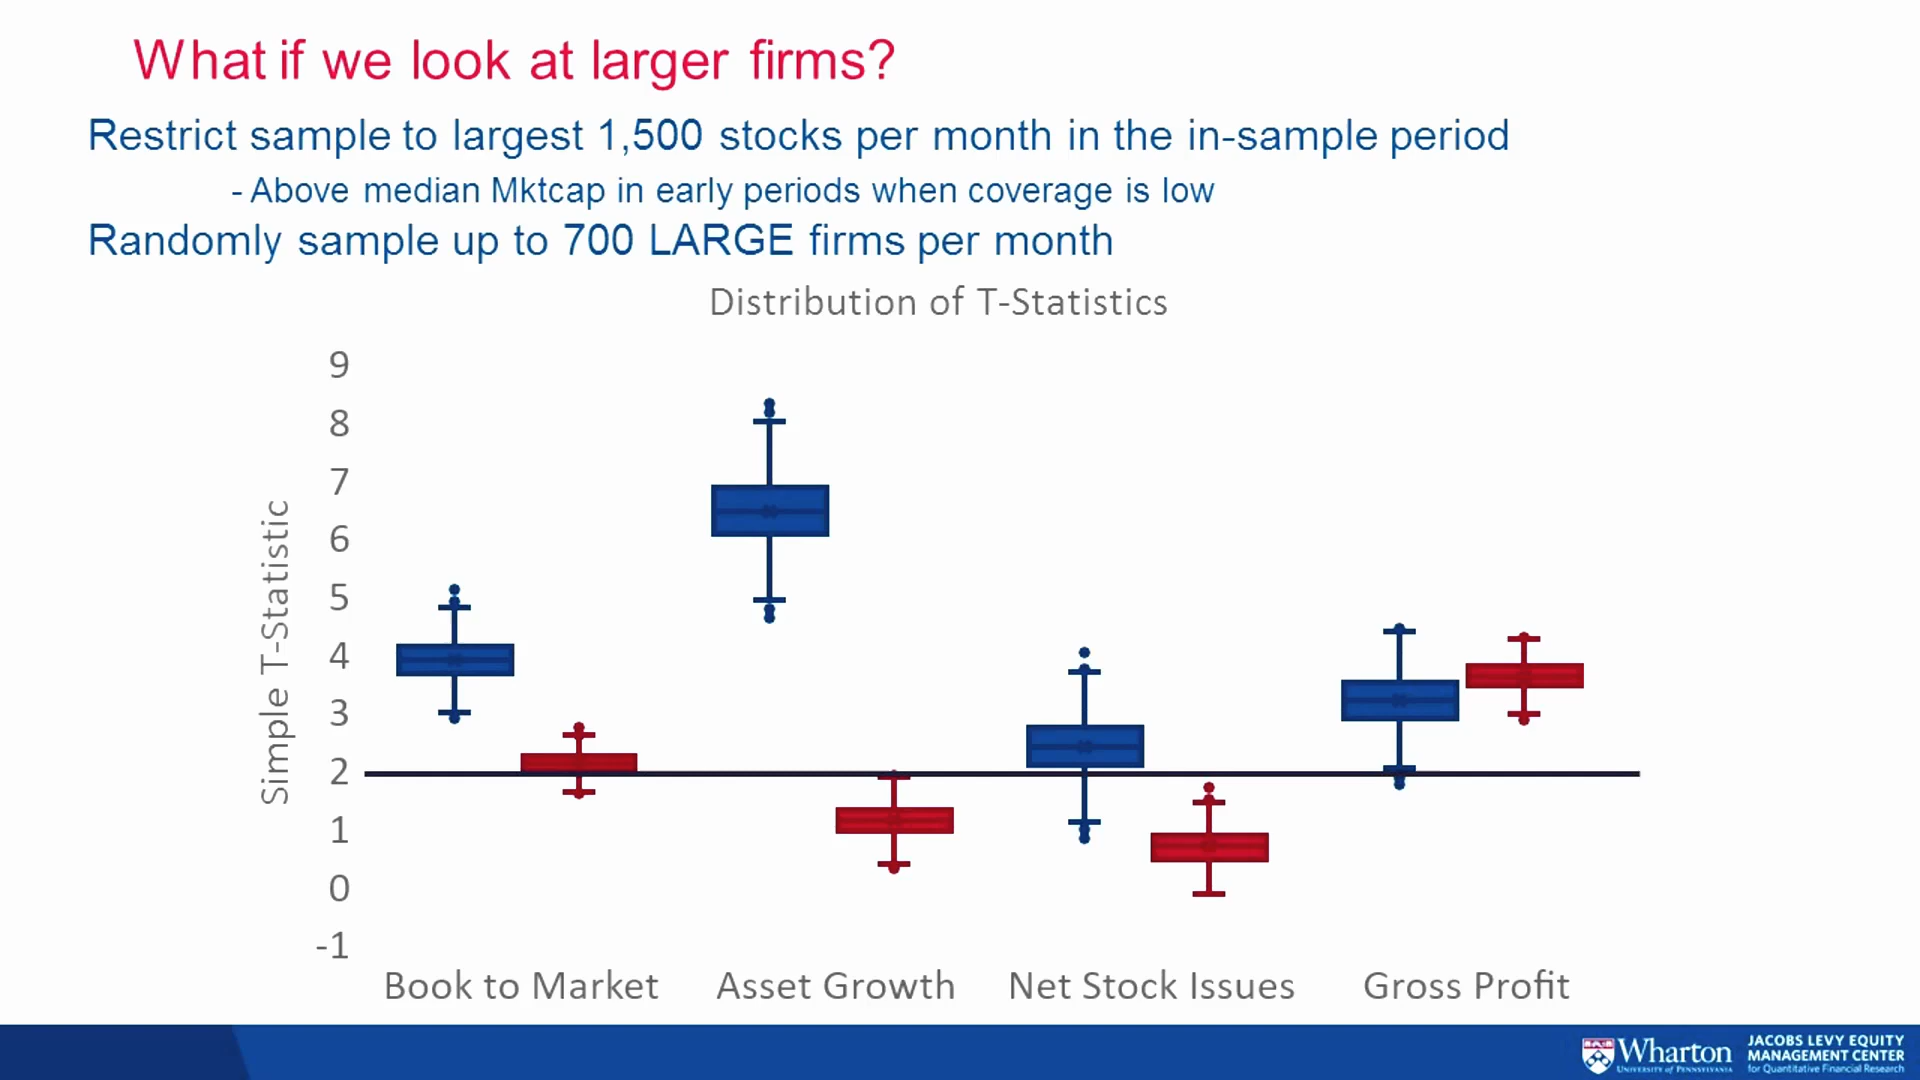 What if we look at larger firms?
Restrict sample to largest 1,500 stocks per month in the in-sample period
- Above median Mktcap in early periods when coverage is low
Randomly sample up to 700 LARGE firms per month
Distribution of T-Statistics
Simple T-Statistic
9
8
7
6
5
4
3
2
1
0
-1
Book to Market
Asset Growth
Net Stock Issues
Gross Profit
Wharton
UNIVERSITY of PENNSYLVANIA
JACOBS LEVY EQUITY
MANAGEMENT CENTER
for Quantitative Financial Research